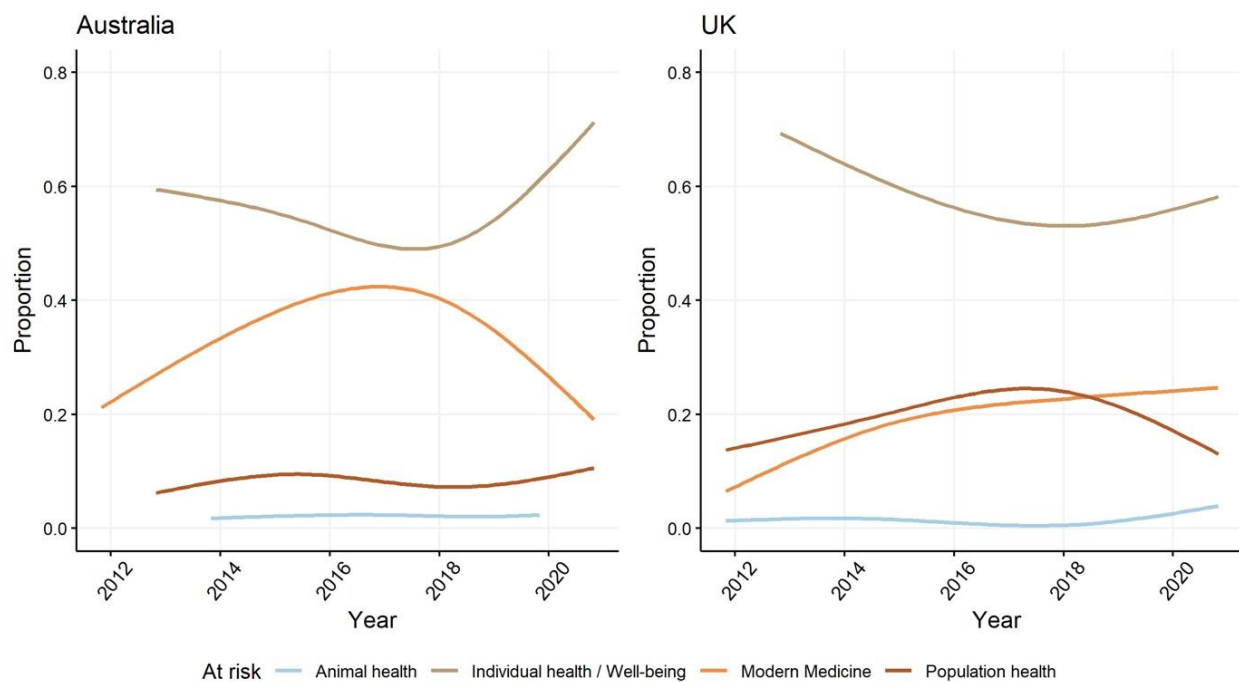 Australia
0.8
0.6
0.4
0.2
0.0
Proportion
2012
2014
2016
2018
2020
Year
UK
0.8
0.6
0.4
0.2
0.0
Proportion
2012
2014
2016
2018
2020
Year
At risk Animal health Individual health / Well-being Modern Medicine Population health